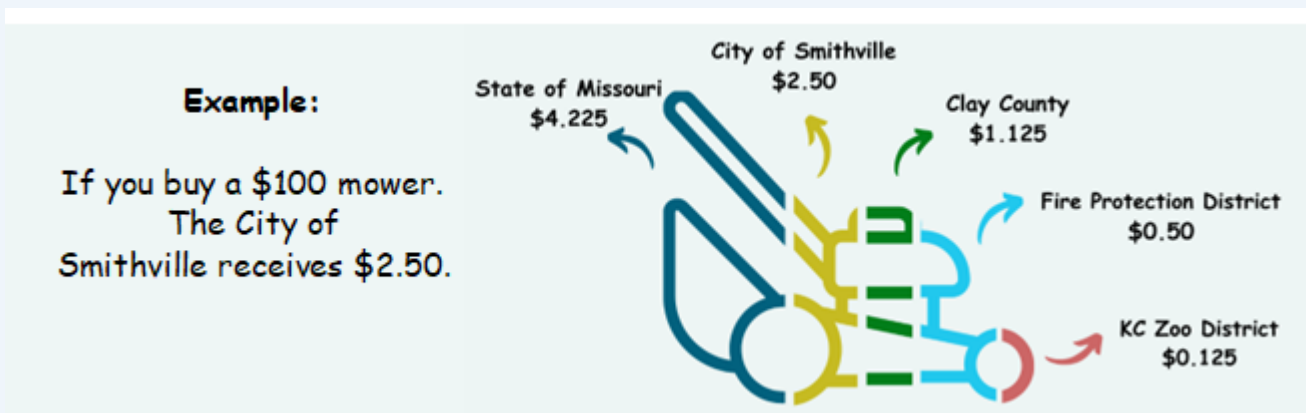 Example:
If you buy a $100 mower.
The City of
Smithville receives $2.50.
State of Missouri
$4.225
City of Smithville
$2.50
Clay County
$1.125
Fire Protection District
$0.50
KC Zoo District
$0.125